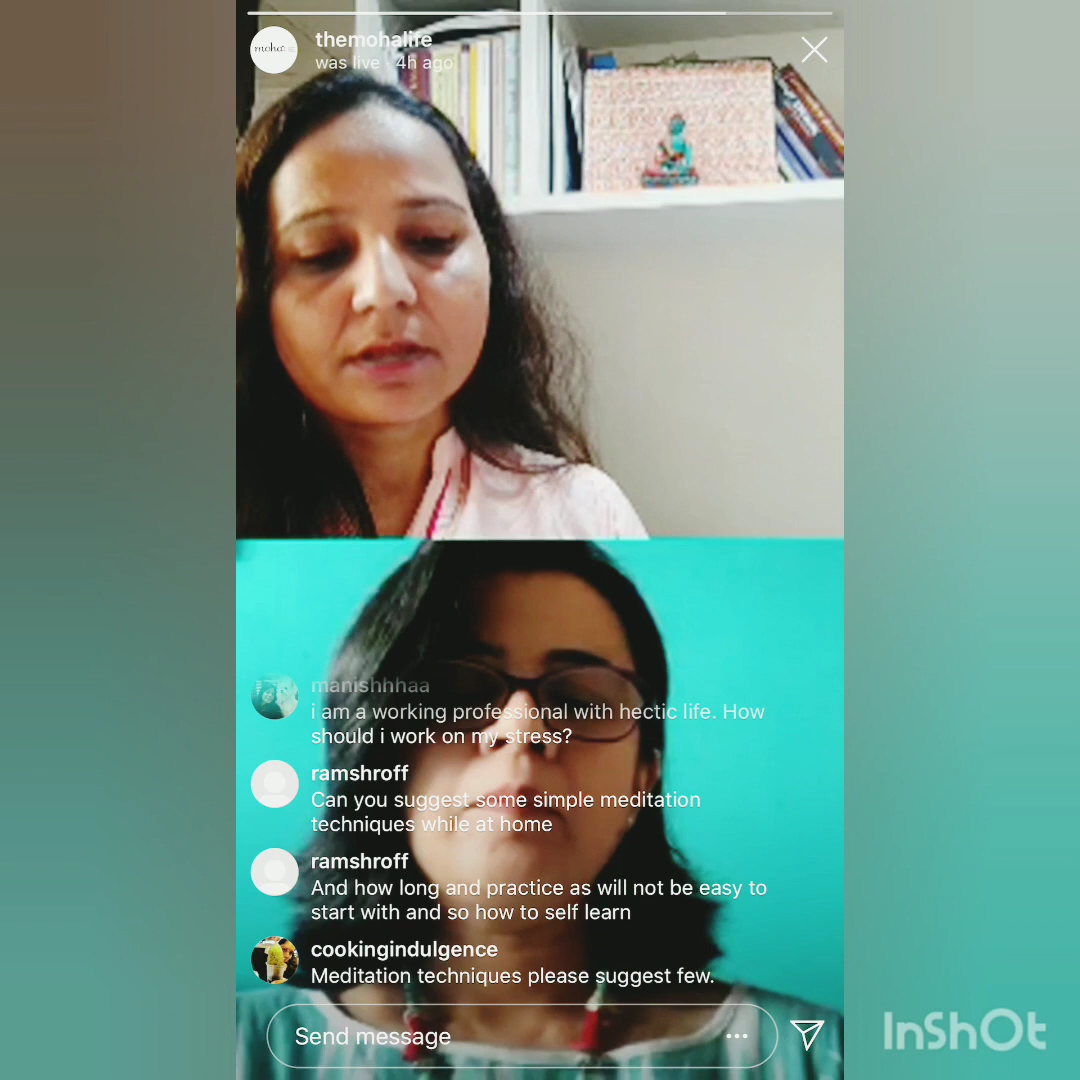 moha:
themohalife
was live · 4h ago
manishhhaa
i am a working professional with hectic life. How
should i work on my stress?
ramshroff
Can you suggest some simple meditation
techniques while at home
ramshroff
And how long and practice as will not be easy to
start with and so how to self learn
cookingindulgence
Meditation techniques please suggest few.
Send message
InShOt